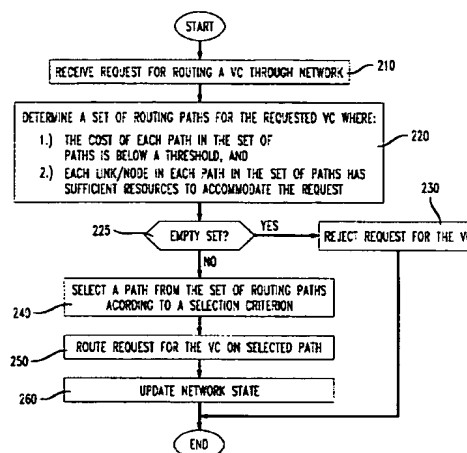 START
RECEIVE REQUEST FOR ROUTING A VC THROUGH NETWORK
210
DETERMINE A SET OF ROUTING PATHS FOR THE REQUESTED VC WHERE:
1.) THE COST OF EACH PATH IN THE SET OF
PATHS IS BELOW A THRESHOLD, AND
2.) EACH LINK/NODE IN EACH PATH IN THE SET OF PATHS HAS
SUFFICIENT RESOURCES TO ACCOMMODATE THE REQUEST
220
225
EMPTY SET?
YES
230
REJECT REQUEST FOR THE VC
NO
SELECT A PATH FROM THE SET OF ROUTING PATHS
ACORDING TO A SELECTION CRITERION
240
ROUTE REQUEST FOR THE VC ON SELECTED PATH
250
UPDATE NETWORK STATE
260
END